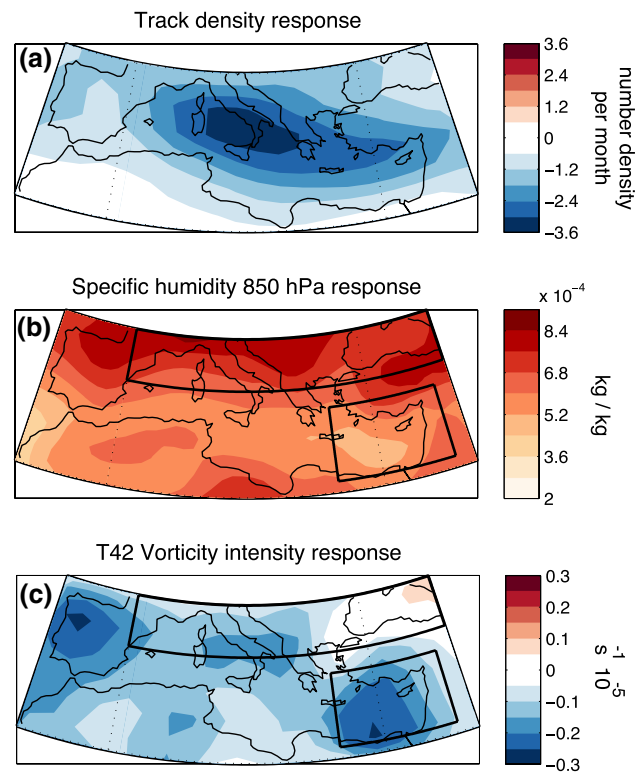 Track density response
(a)
3.6
2.4
1.2
0
−1.2
−2.4
−3.6
number density
per month
Specific humidity 850 hPa response
(b)
x 10⁻⁴
8.4
6.8
5.2
3.6
2
kg / kg
T42 Vorticity intensity response
(c)
0.3
0.2
0.1
0
−0.1
−0.2
−0.3
s⁻¹ 10⁻⁵